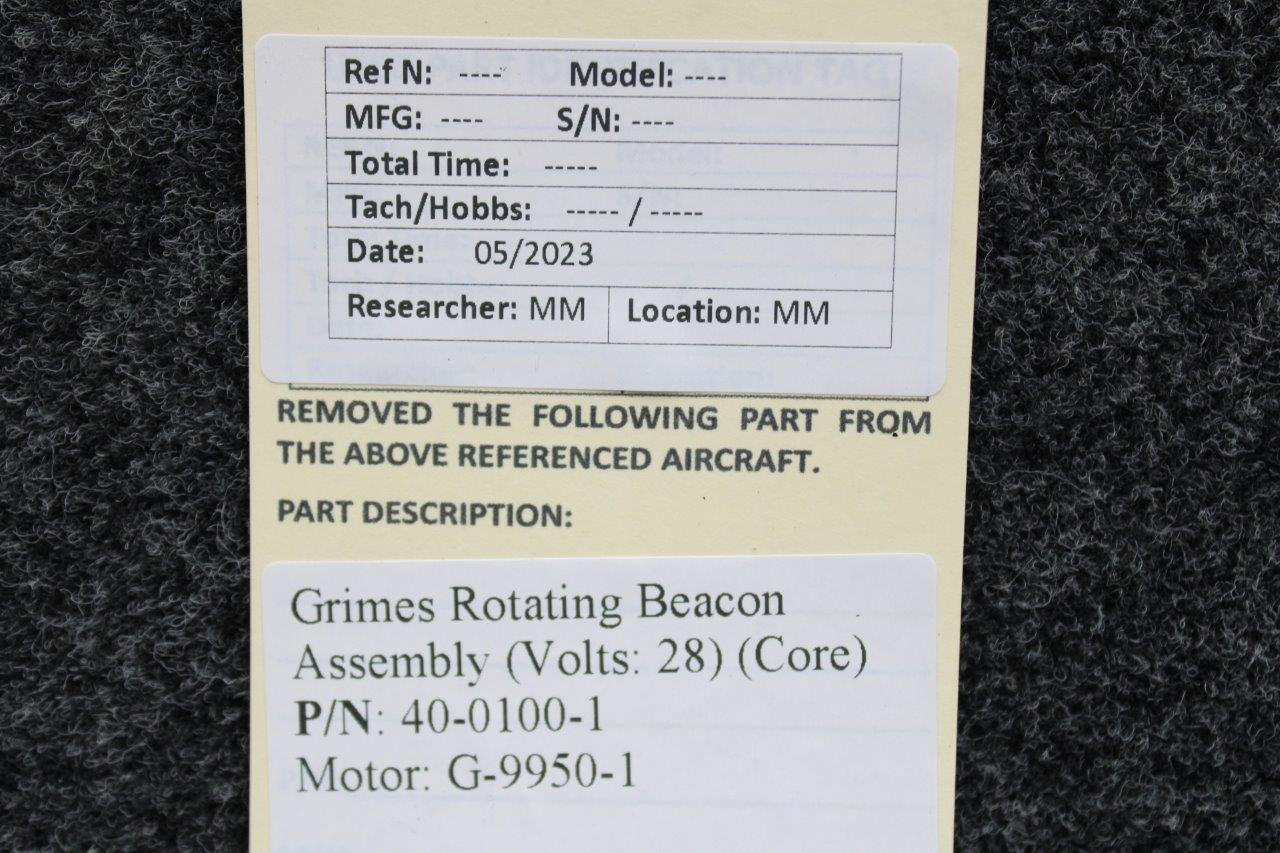 Ref N: ---- Model: ----
MFG: ---- S/N: ----
Total Time: -----
Tach/Hobbs: ----- / -----
Date: 05/2023
Researcher: MM Location: MM
REMOVED THE FOLLOWING PART FROM
THE ABOVE REFERENCED AIRCRAFT.
PART DESCRIPTION:
Grimes Rotating Beacon
Assembly (Volts: 28) (Core)
P/N: 40-0100-1
Motor: G-9950-1